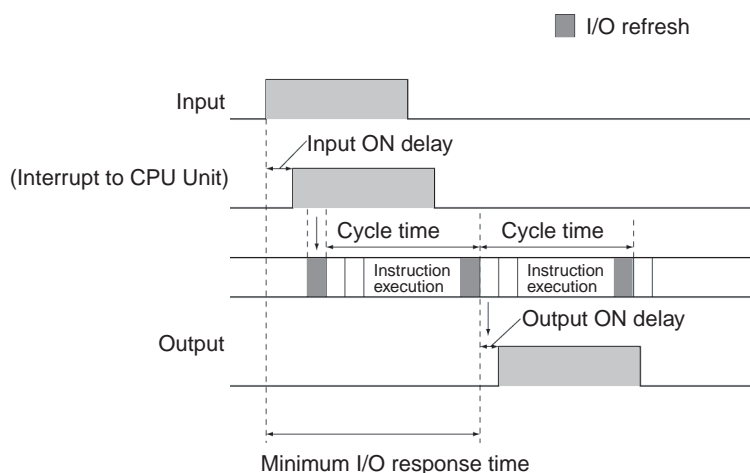 I/O refresh
Input
Input ON delay
(Interrupt to CPU Unit)
Cycle time
Cycle time
Instruction
execution
Instruction
execution
Output ON delay
Output
Minimum I/O response time